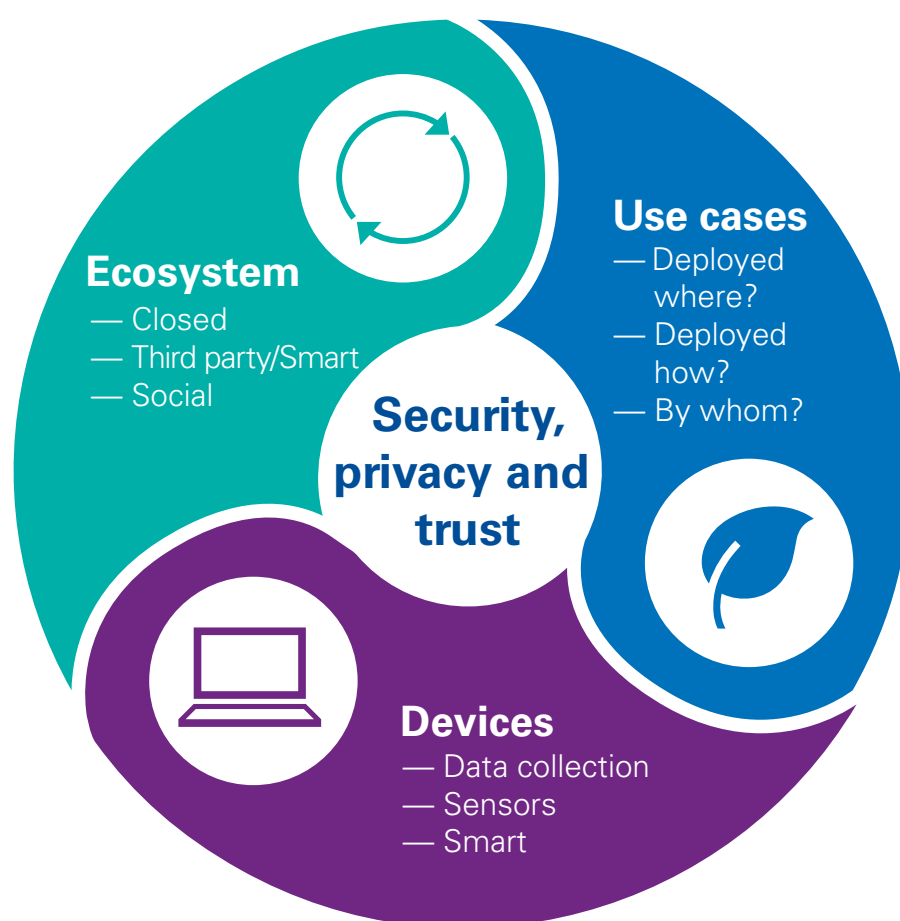 Ecosystem
— Closed
— Third party/Smart
— Social
Use cases
— Deployed
where?
— Deployed
how?
— By whom?
Security,
privacy and
trust
Devices
— Data collection
— Sensors
— Smart